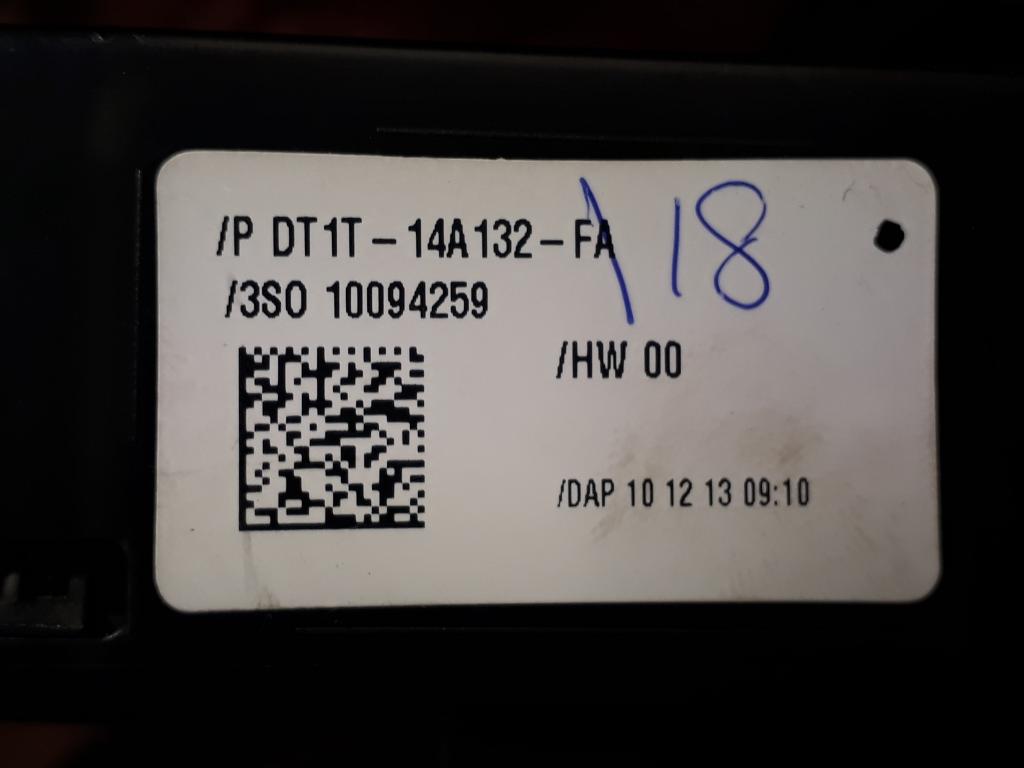 /P DT1T-14A132-FA
18
/3SO 10094259
/HW 00
/DAP 10 12 13 09:10